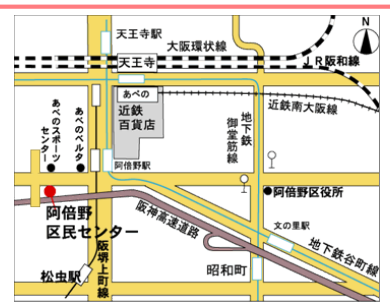 天王寺駅
大阪環状線
N
天王寺
JR阪和線
あべの
近鉄
百貨店
近鉄南大阪線
地下鉄
御堂筋線
あべのスポーツ
センター
あべのベルタ
阿倍野駅
阿倍野区役所
阿倍野
区民センター
阪神高速道路
文の里駅
地下鉄谷町線
昭和町
阪堺上町線
松虫駅